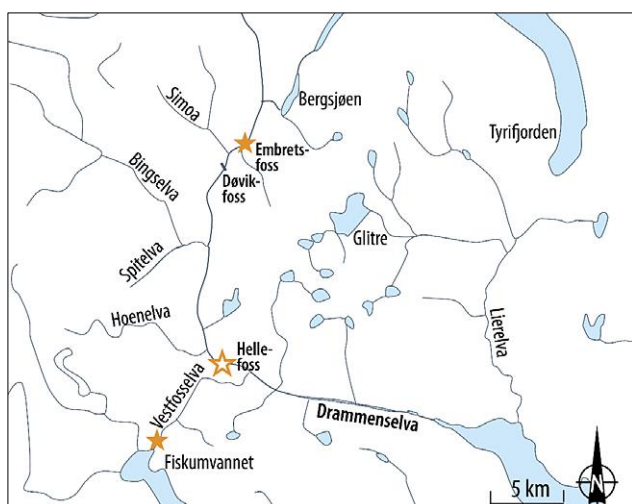 Simoa
Bergsjøen
Tyrifjorden
Embrets-
foss
Døvik-
foss
Bingselva
Glitre
Spitelva
Hoenelva
Lierelva
Helle-
foss
Vestfosselva
Drammenselva
Fiskumvannet
N
5 km